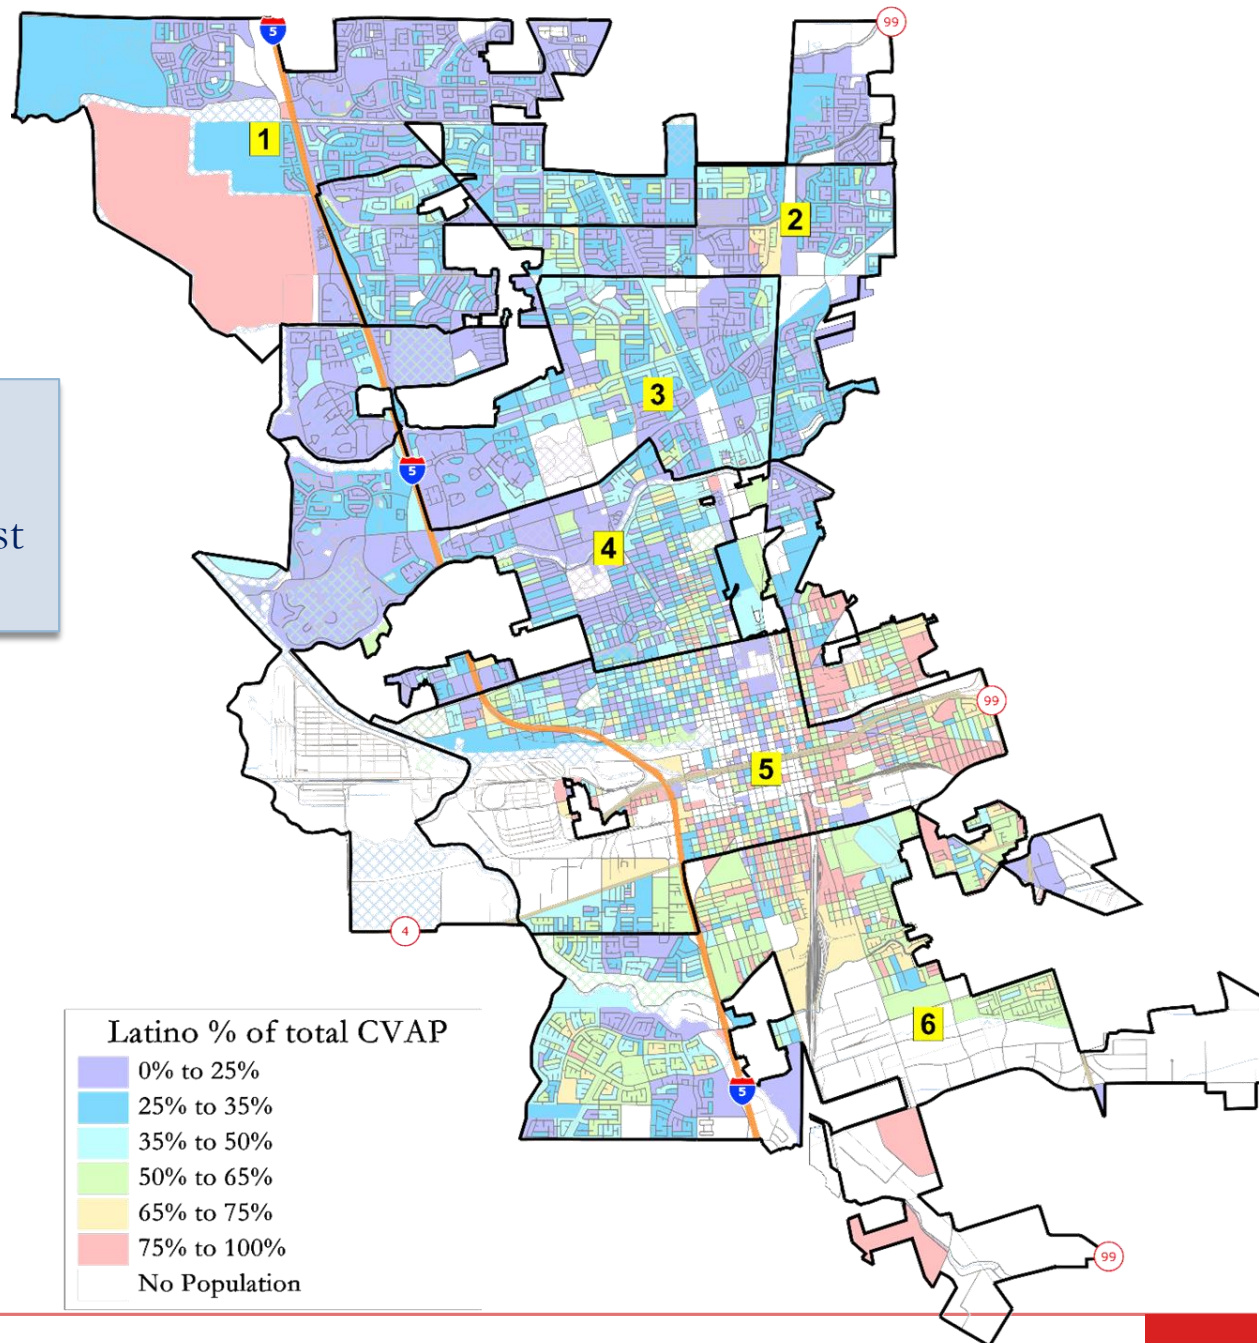 5
99
1
2
3
5
4
st
99
5
4
6
5
Latino % of total CVAP
0% to 25%
25% to 35%
35% to 50%
50% to 65%
65% to 75%
75% to 100%
No Population
99